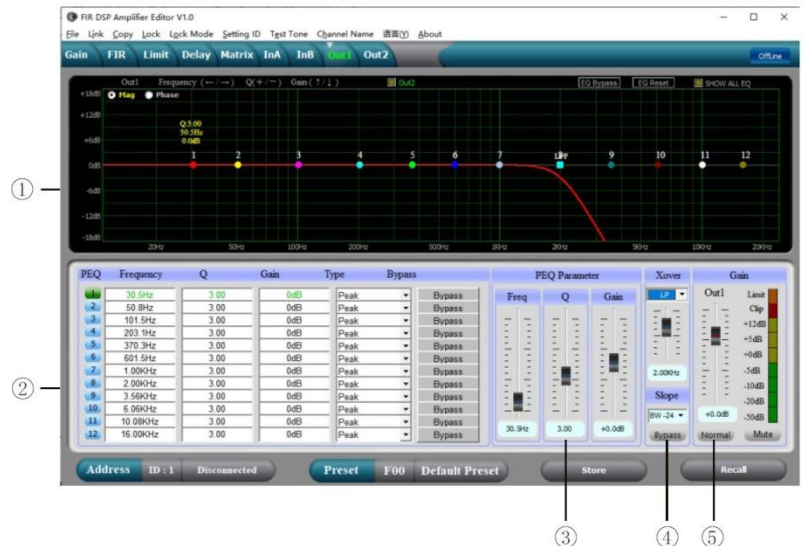 FIR DSP Amplifier Editor V1.0
File Link Copy Lock Lock Mode Setting ID Test Tone Channel Name 语言(Y) About
Gain FIR Limit Delay Matrix InA InB Out1 Out2 OffLine
Out1 Frequency (←/→) Q(+/−) Gain(↑/↓) Out2 EQ Bypass EQ Reset SHOW ALL EQ
+18dB Mag Phase
+12dB
Q:3.00
30.5Hz
+6dB 0.0dB
1 2 3 4 5 6 7 9 10 11 12
0dB
①
-6dB
-12dB
-18dB
20Hz 50Hz 100Hz 200Hz 500Hz 2KHz 5KHz 10KHz 20KHz
PEQ Frequency Q Gain Type Bypass PEQ Parameter Xover Gain
1 30.5Hz 3.00 0dB Peak Bypass Freq Q Gain LP Out1 Limit
2 50.8Hz 3.00 0dB Peak Bypass Clip
3 101.5Hz 3.00 0dB Peak Bypass +12dB
4 203.1Hz 3.00 0dB Peak Bypass +5dB
5 370.3Hz 3.00 0dB Peak Bypass +0dB
6 601.5Hz 3.00 0dB Peak Bypass
7 1.00KHz 3.00 0dB Peak Bypass 2.00KHz -5dB
② 8 2.00KHz 3.00 0dB Peak Bypass -10dB
9 3.56KHz 3.00 0dB Peak Bypass Slope -20dB
10 6.06KHz 3.00 0dB Peak Bypass BW -24 +0.0dB -30dB
11 10.08KHz 3.00 0dB Peak Bypass 30.5Hz 3.00 +0.0dB
12 16.00KHz 3.00 0dB Peak Bypass Bypass Normal Mute
Address ID : 1 Disconnected Preset F00 Default Preset Store Recall
③ ④ ⑤